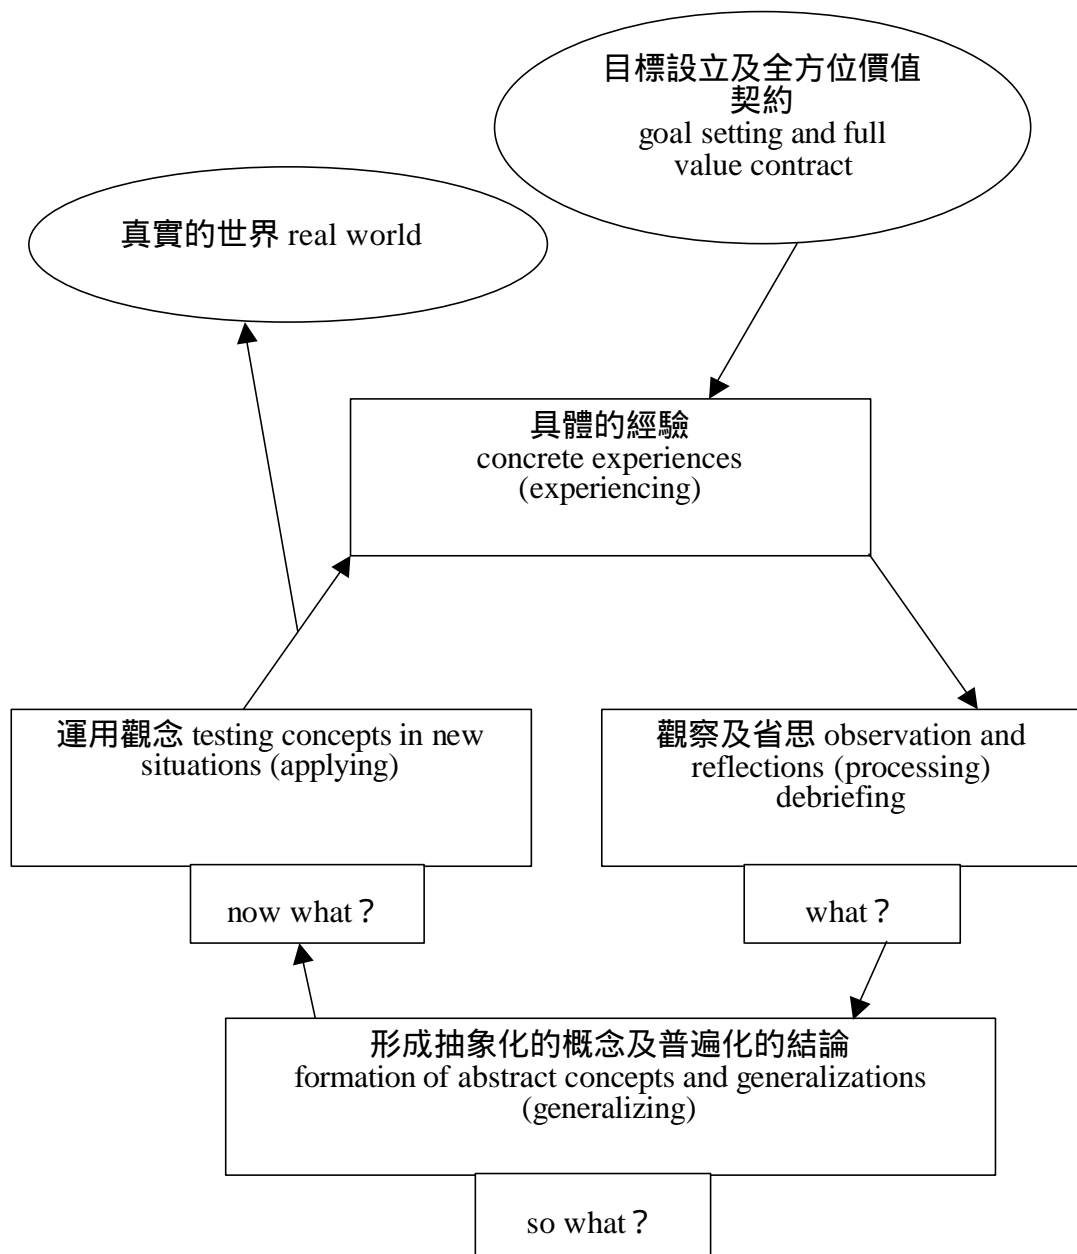 目標設立及全方位價值
契約
goal setting and full
value contract
真實的世界 real world
具體的經驗
concrete experiences
(experiencing)
運用觀念 testing concepts in new
situations (applying)
觀察及省思 observation and
reflections (processing)
debriefing
now what？
what？
形成抽象化的概念及普遍化的結論
formation of abstract concepts and generalizations
(generalizing)
so what？